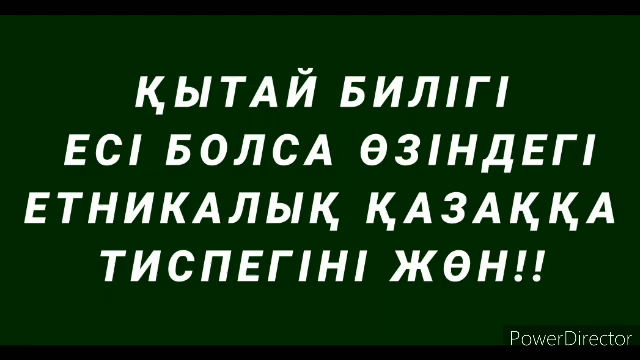 ҚЫТАЙ БИЛІГІ
ЕСІ БОЛСА ӨЗІНДЕГІ
ЕТНИКАЛЫҚ ҚАЗАҚҚА
ТИСПЕГІНІ ЖӨН!!
PowerDirector